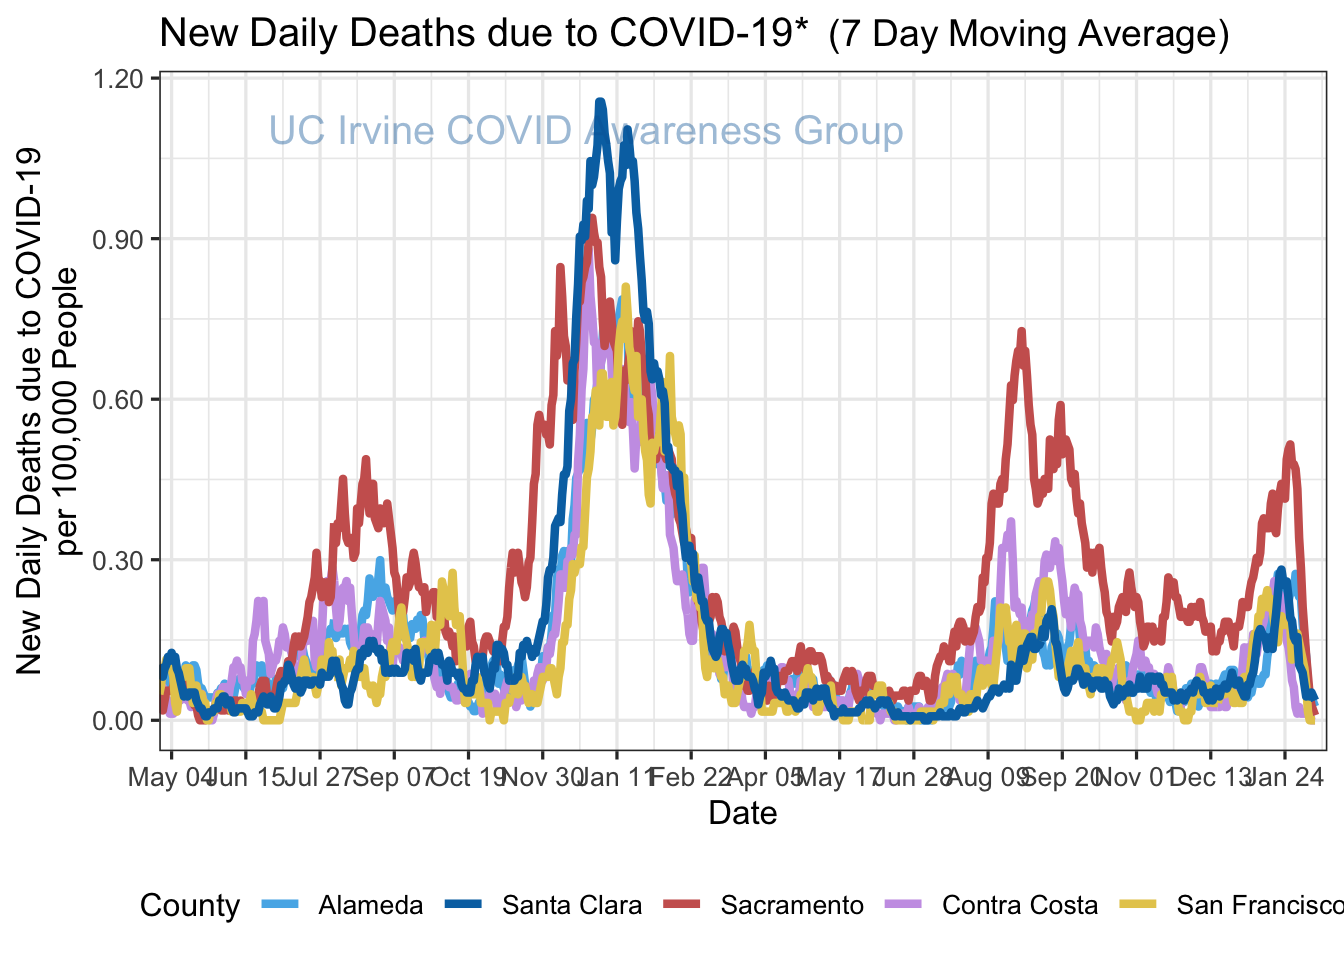 New Daily Deaths due to COVID-19* (7 Day Moving Average)
UC Irvine COVID Awareness Group
New Daily Deaths due to COVID-19
per 100,000 People
1.20
0.90
0.60
0.30
0.00
May 04 Jun 15 Jul 27 Sep 07 Oct 19 Nov 30 Jan 11 Feb 22 Apr 05 May 17 Jun 28 Aug 09 Sep 20 Nov 01 Dec 13 Jan 24
Date
County Alameda Santa Clara Sacramento Contra Costa San Francisco